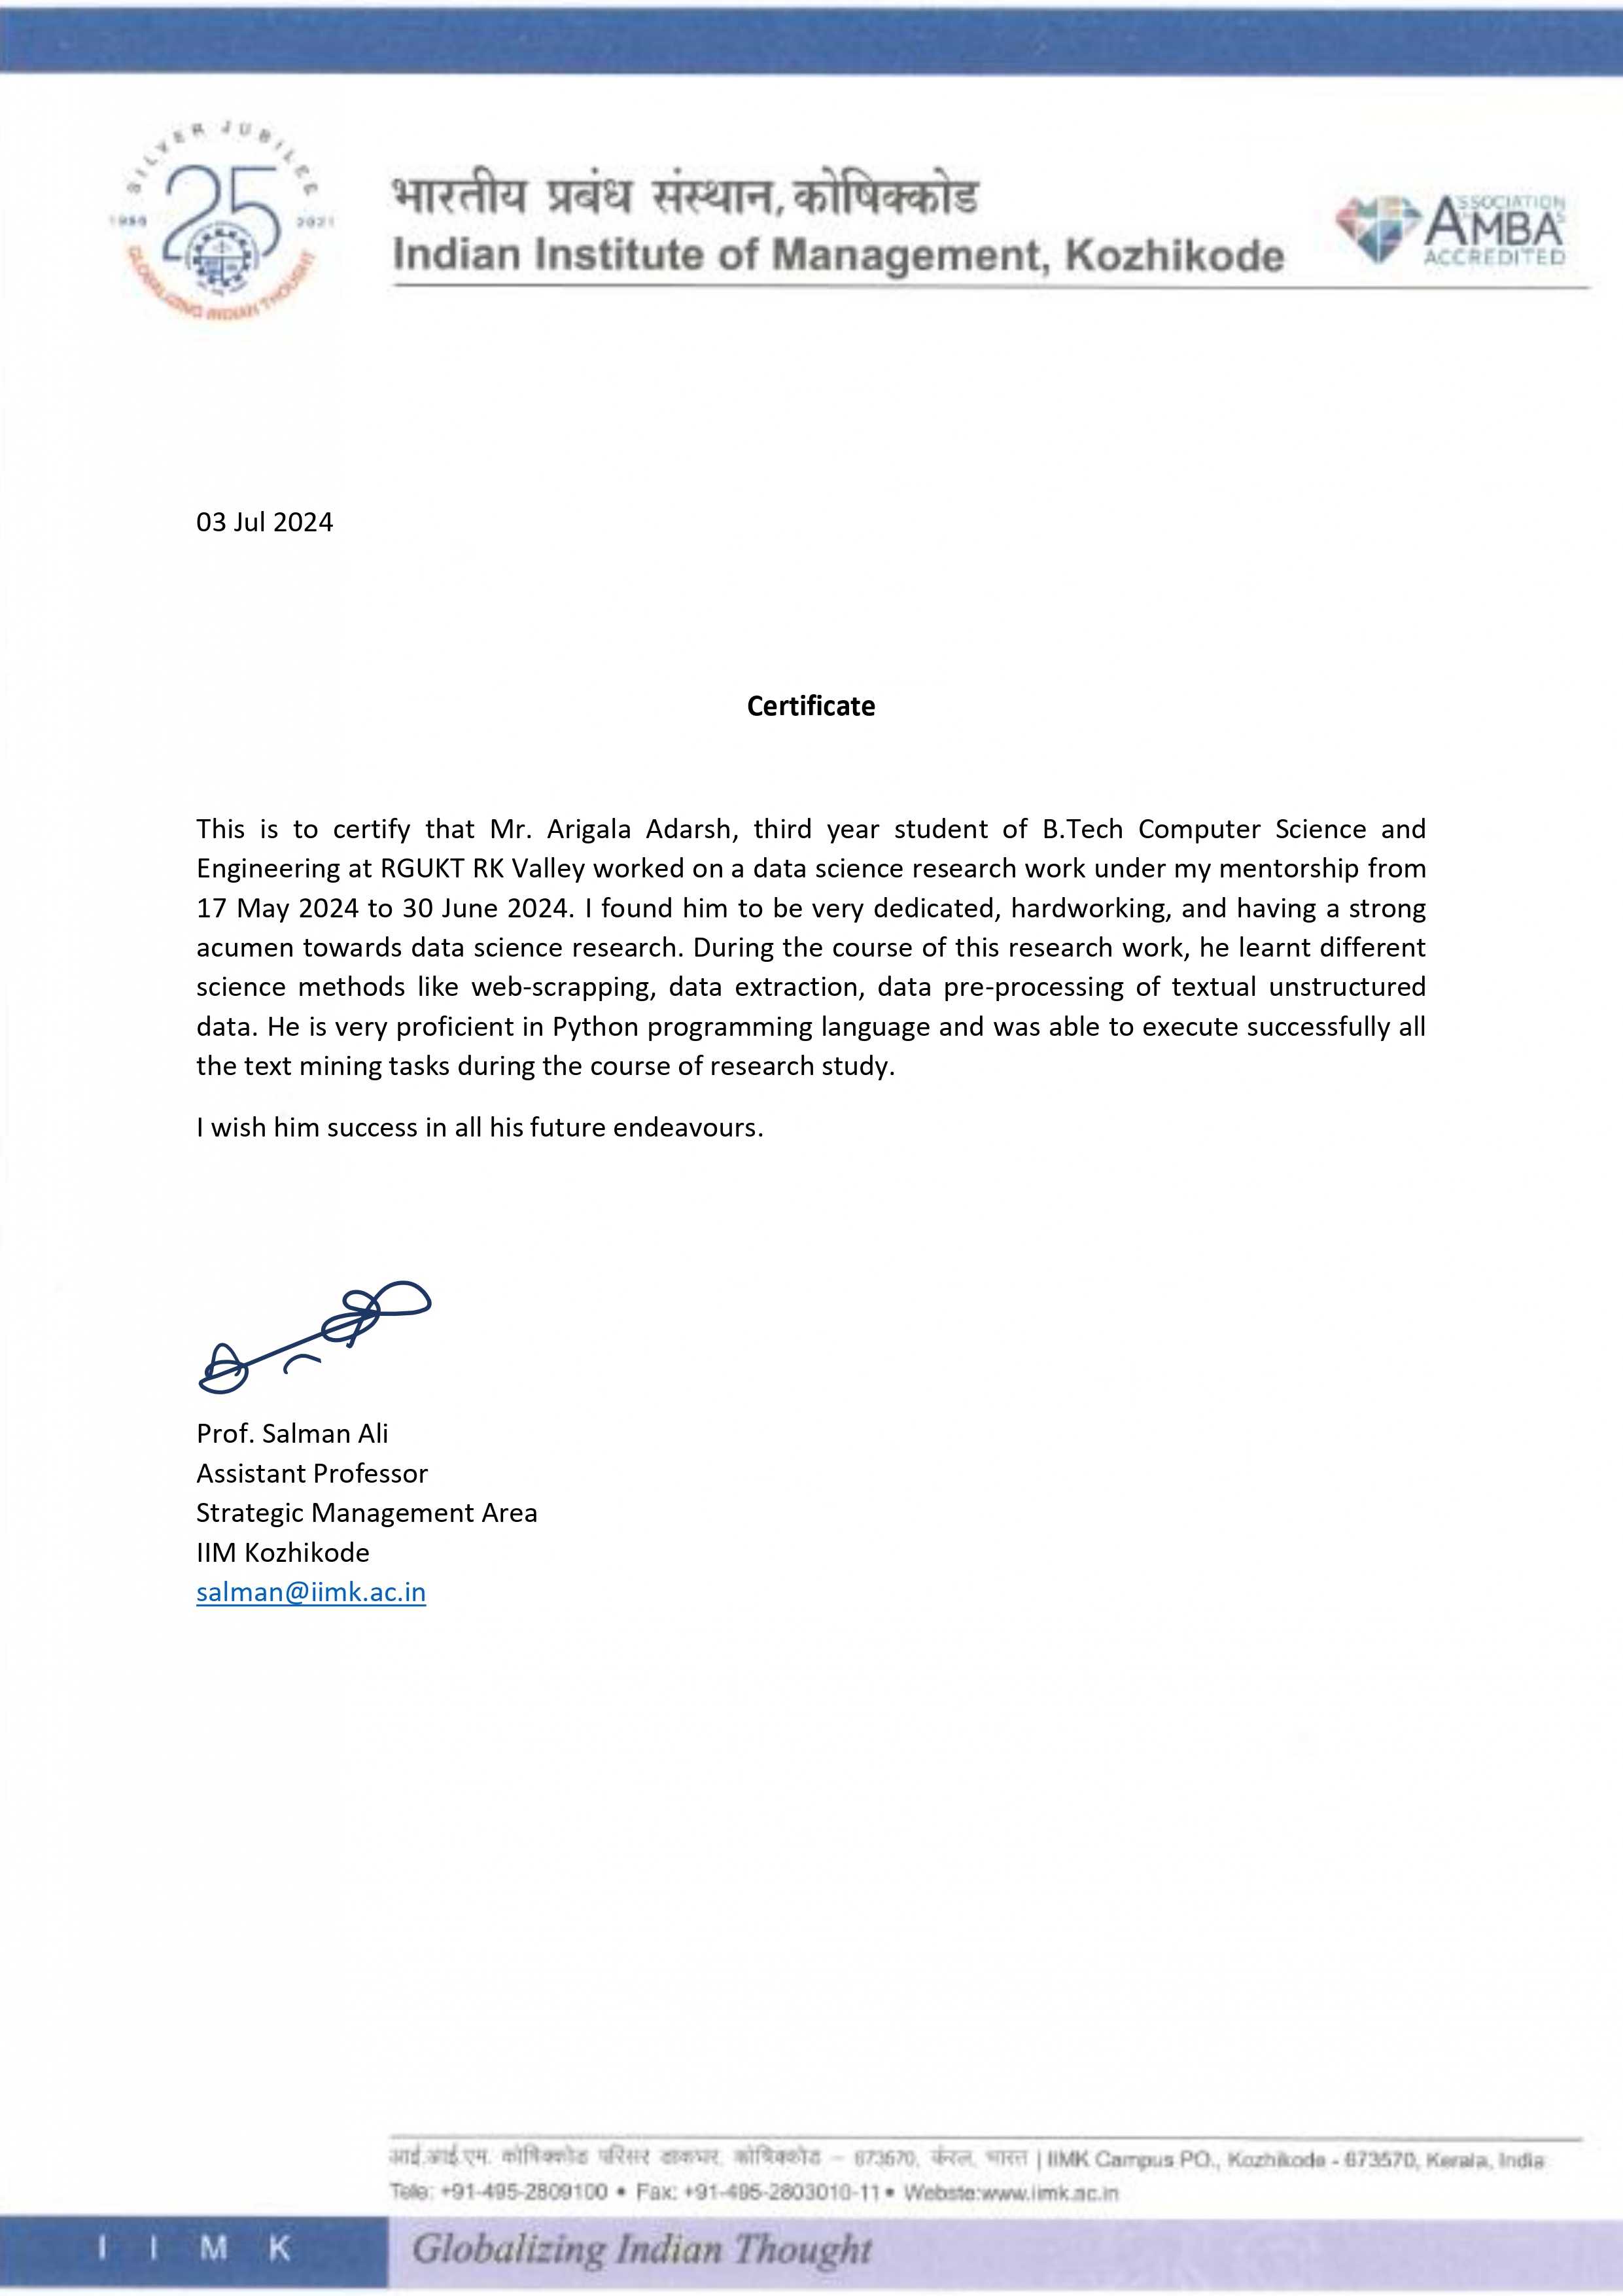 SILVER JUBILEE
25
2021
GLOBALIZING INDIAN THOUGHT
भारतीय प्रबंध संस्थान, कोषिक्कोड
Indian Institute of Management, Kozhikode
ASSOCIATION
AMBA'S
ACCREDITED
03 Jul 2024
Certificate
This is to certify that Mr. Arigala Adarsh, third year student of B.Tech Computer Science and
Engineering at RGUKT RK Valley worked on a data science research work under my mentorship from
17 May 2024 to 30 June 2024. I found him to be very dedicated, hardworking, and having a strong
acumen towards data science research. During the course of this research work, he learnt different
science methods like web-scrapping, data extraction, data pre-processing of textual unstructured
data. He is very proficient in Python programming language and was able to execute successfully all
the text mining tasks during the course of research study.
I wish him success in all his future endeavours.
Prof. Salman Ali
Assistant Professor
Strategic Management Area
IIM Kozhikode
salman@iimk.ac.in
आई.आई.एम. कोषिक्कोड परिसर डाकघर, कोषिक्कोड – 673570, केरल, भारत | IIMK Campus PO., Kozhikode - 673570, Kerala, India
Tele: +91-495-2809100 • Fax: +91-495-2803010-11 • Webste:www.iimk.ac.in
I I M K
Globalizing Indian Thought